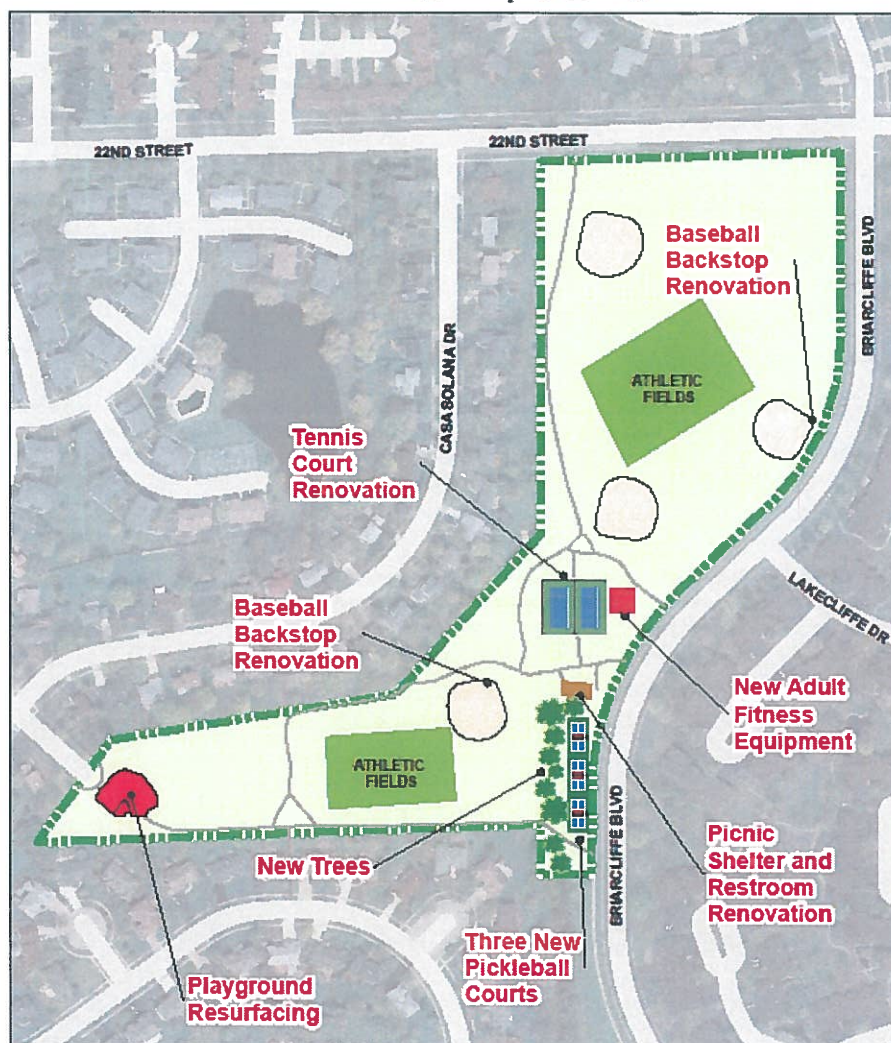 22ND STREET
22ND STREET
Baseball
Backstop
Renovation
BRIARCLIFFE BLVD
CASA SOLANA DR
ATHLETIC
FIELDS
Tennis
Court
Renovation
LAKECLIFFE DR
Baseball
Backstop
Renovation
New Adult
Fitness
Equipment
ATHLETIC
FIELDS
BRIARCLIFFE BLVD
New Trees
Picnic
Shelter and
Restroom
Renovation
Three New
Pickleball
Courts
Playground
Resurfacing